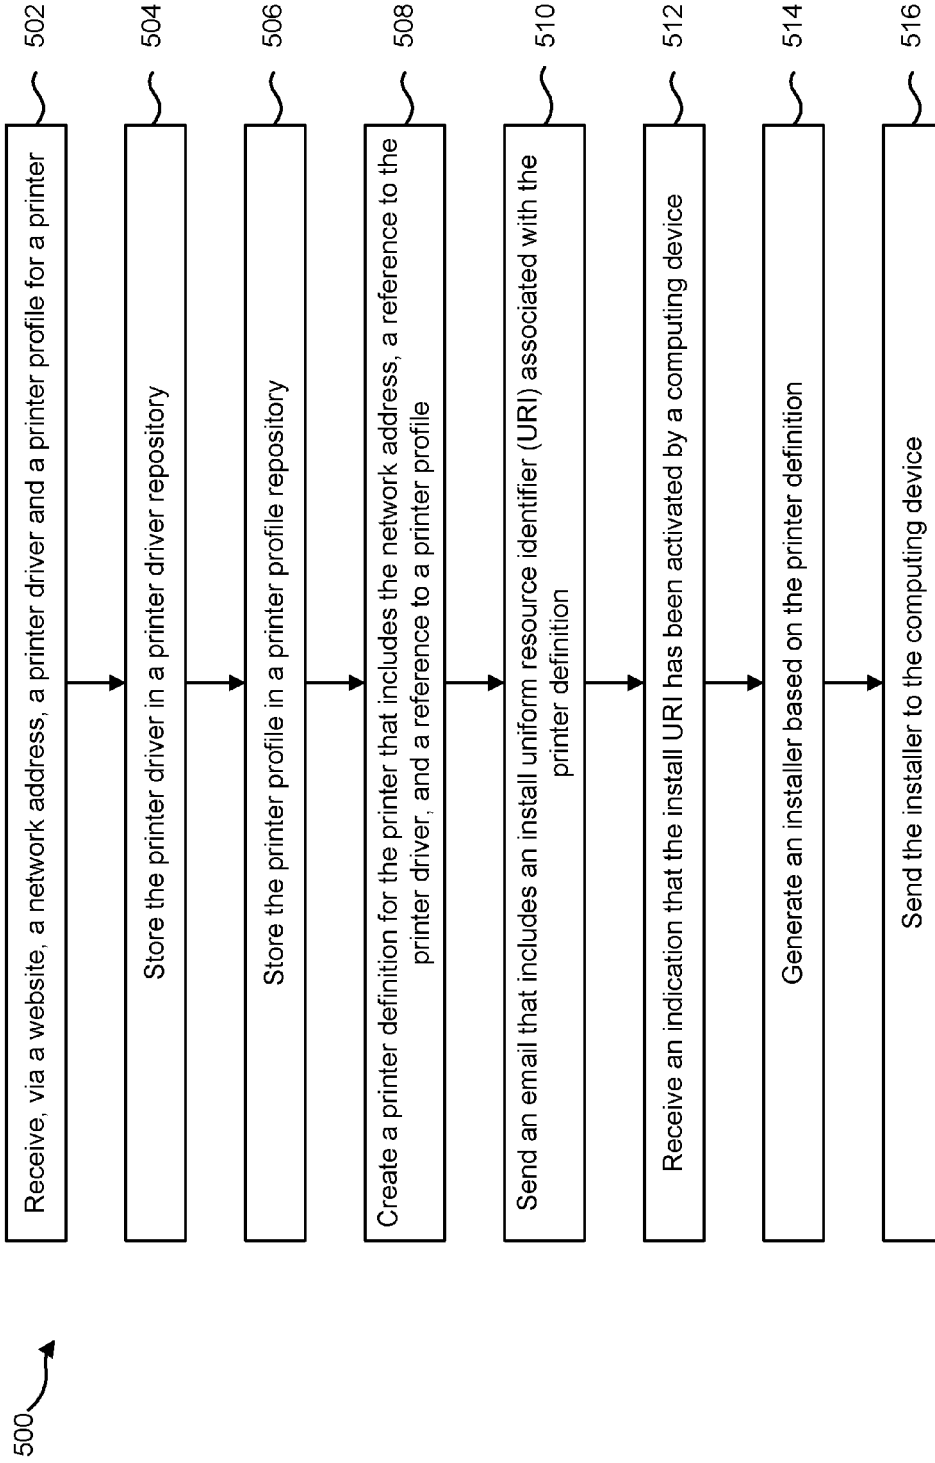 500
Receive, via a website, a network address, a printer driver and a printer profile for a printer
502
Store the printer driver in a printer driver repository
504
Store the printer profile in a printer profile repository
506
Create a printer definition for the printer that includes the network address, a reference to the
printer driver, and a reference to a printer profile
508
Send an email that includes an install uniform resource identifier (URI) associated with the
printer definition
510
Receive an indication that the install URI has been activated by a computing device
512
Generate an installer based on the printer definition
514
Send the installer to the computing device
516